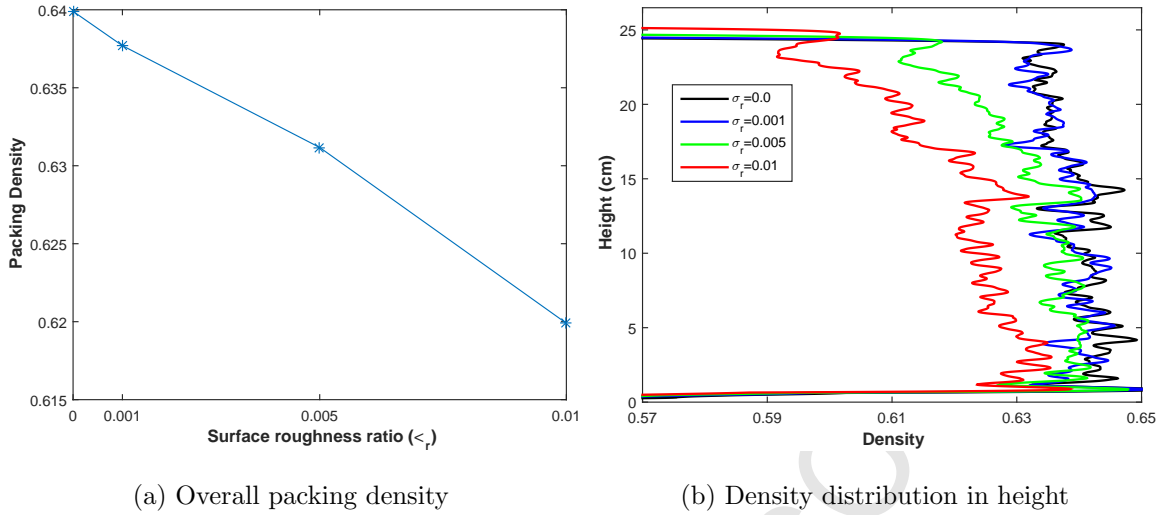 0.64
0.635
0.63
0.625
0.62
0.615
Packing Density
0 0.001 0.005 0.01
Surface roughness ratio (<r)
(a) Overall packing density
25
20
15
10
5
0
Height (cm)
σr=0.0
σr=0.001
σr=0.005
σr=0.01
0.57 0.59 0.61 0.63 0.65
Density
(b) Density distribution in height